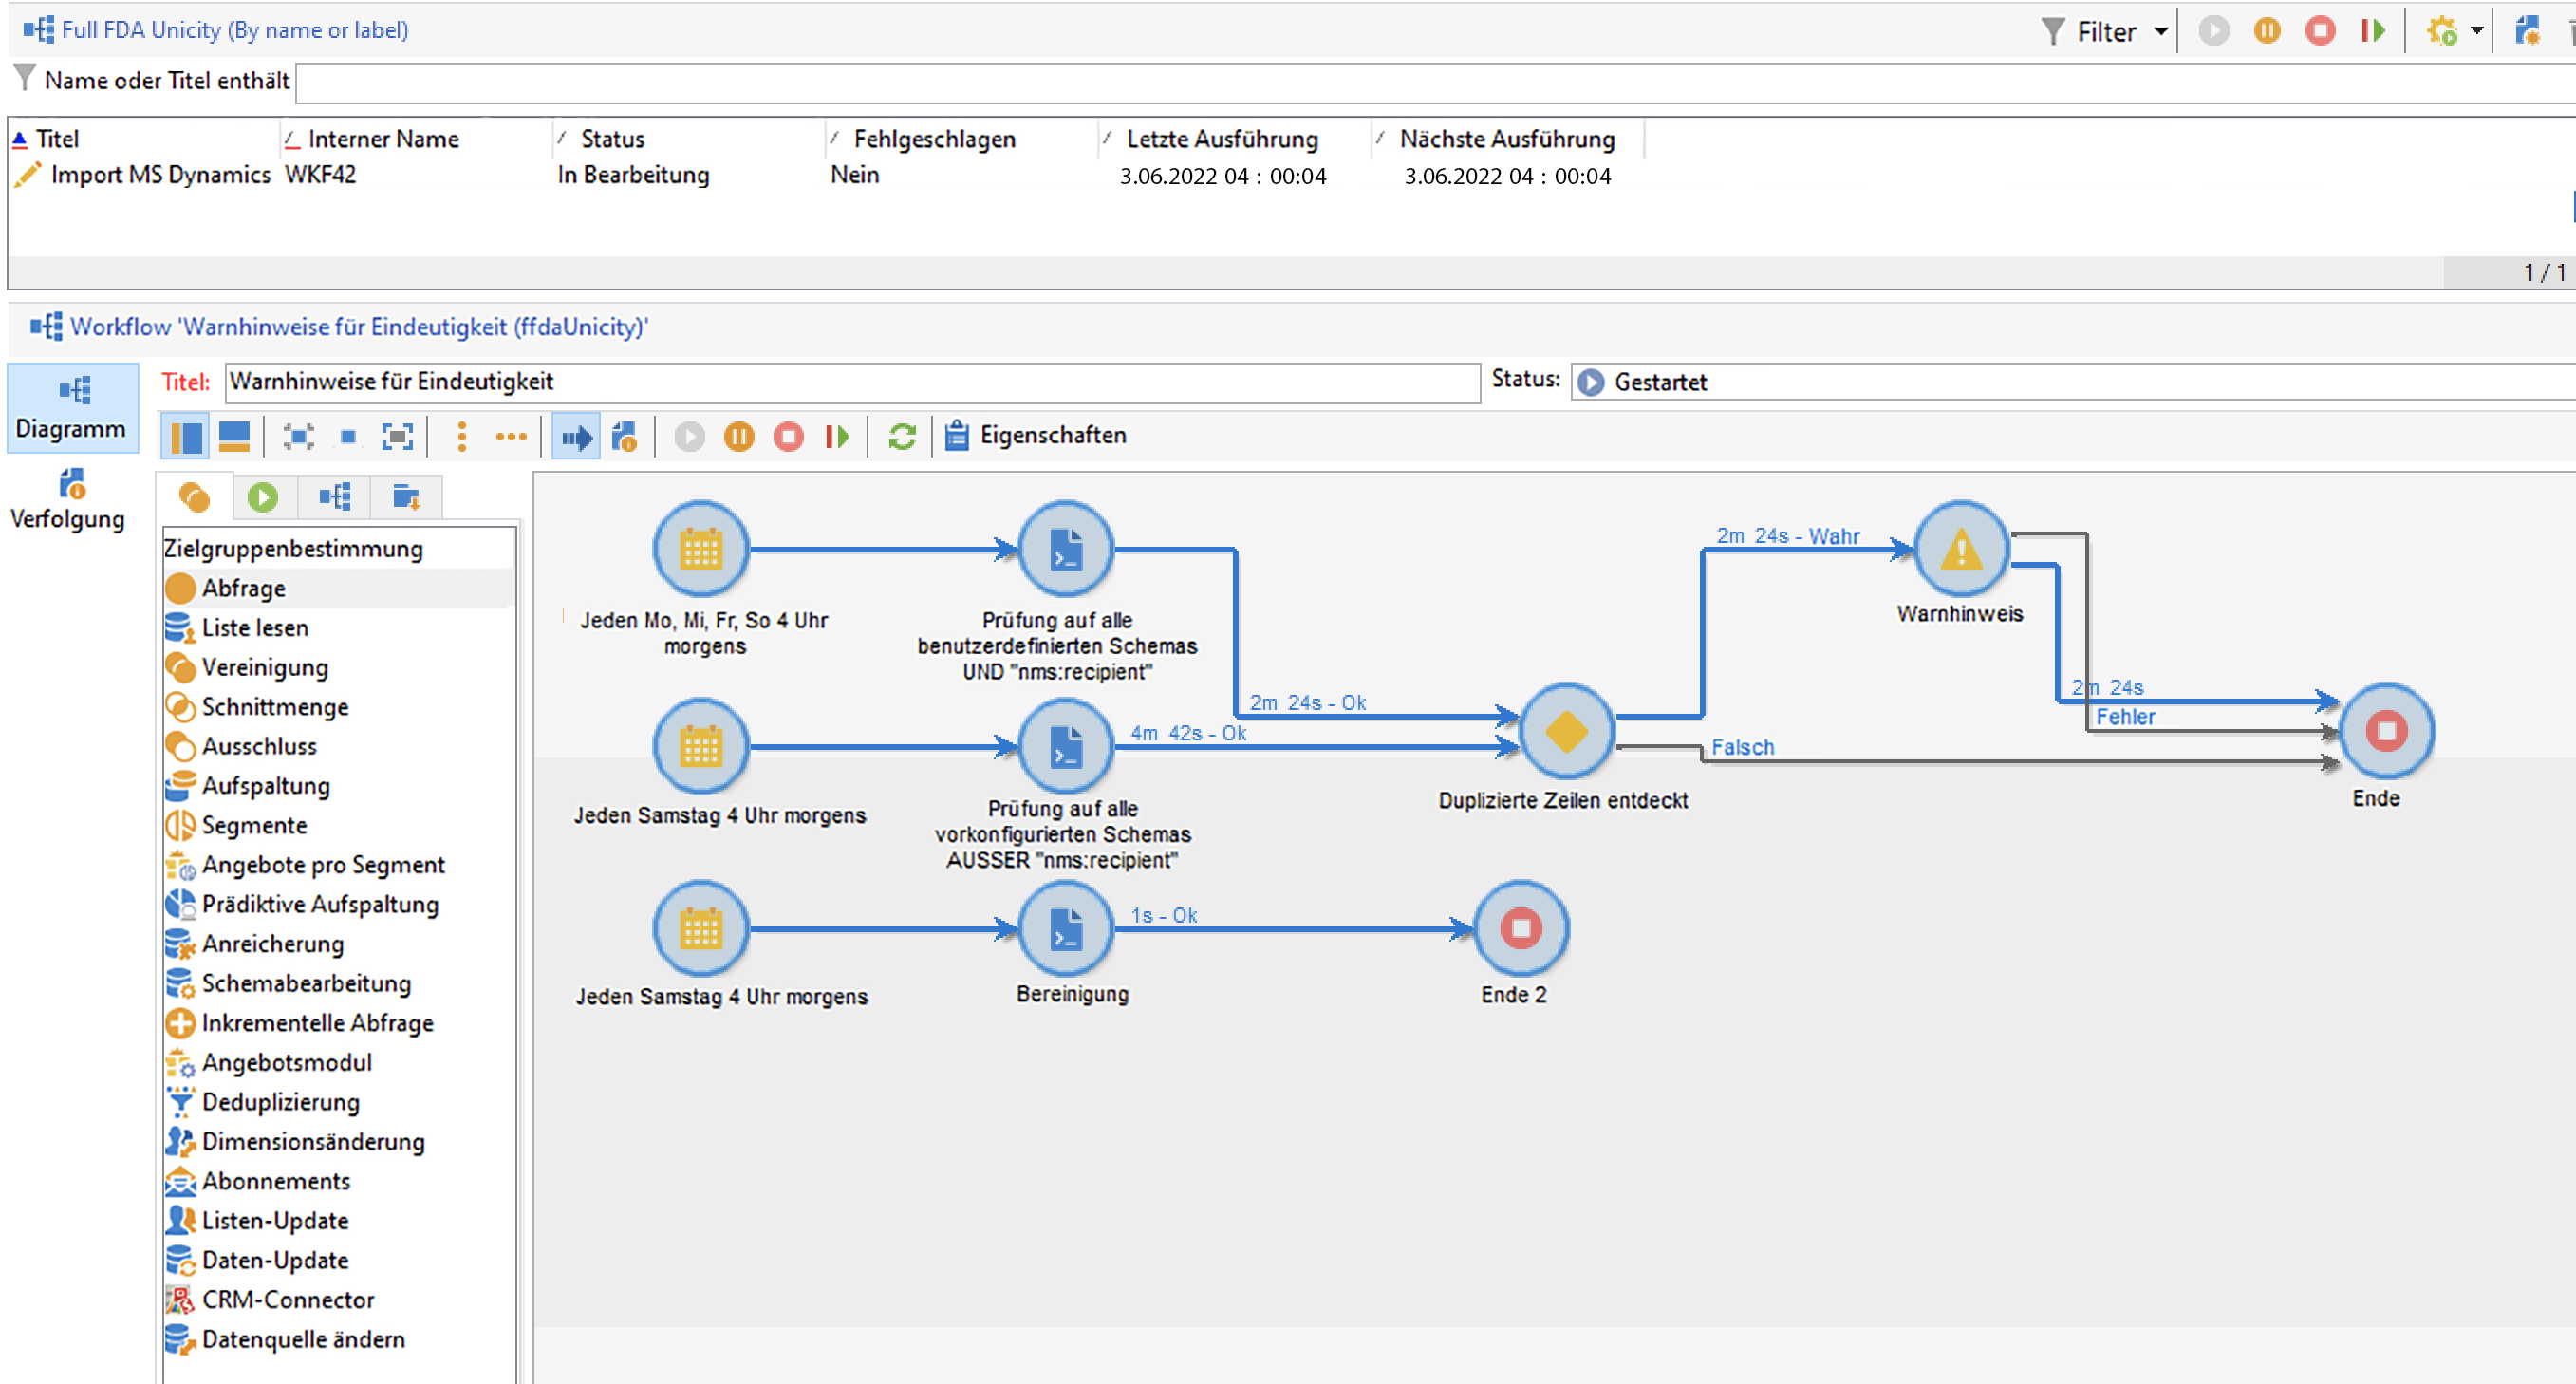 Full FDA Unicity (By name or label)
Filter
Name oder Titel enthält
Titel Interner Name Status Fehlgeschlagen Letzte Ausführung Nächste Ausführung
Import MS Dynamics WKF42 In Bearbeitung Nein 3.06.2022 04 : 00:04 3.06.2022 04 : 00:04
1 / 1
Workflow 'Warnhinweise für Eindeutigkeit (ffdaUnicity)'
Titel: Warnhinweise für Eindeutigkeit Status: Gestartet
Diagramm
Verfolgung
Eigenschaften
Zielgruppenbestimmung
Abfrage
Liste lesen
Vereinigung
Schnittmenge
Ausschluss
Aufspaltung
Segmente
Angebote pro Segment
Prädiktive Aufspaltung
Anreicherung
Schemabearbeitung
Inkrementelle Abfrage
Angebotsmodul
Deduplizierung
Dimensionsänderung
Abonnements
Listen-Update
Daten-Update
CRM-Connector
Datenquelle ändern
Jeden Mo, Mi, Fr, So 4 Uhr
morgens
Prüfung auf alle
benutzerdefinierten Schemas
UND "nms:recipient"
2m 24s - Ok
2m 24s - Wahr
Warnhinweis
2m 24s
Fehler
Jeden Samstag 4 Uhr morgens
Prüfung auf alle
vorkonfigurierten Schemas
AUSSER "nms:recipient"
4m 42s - Ok
Duplizierte Zeilen entdeckt
Falsch
Ende
Jeden Samstag 4 Uhr morgens
Bereinigung
1s - Ok
Ende 2